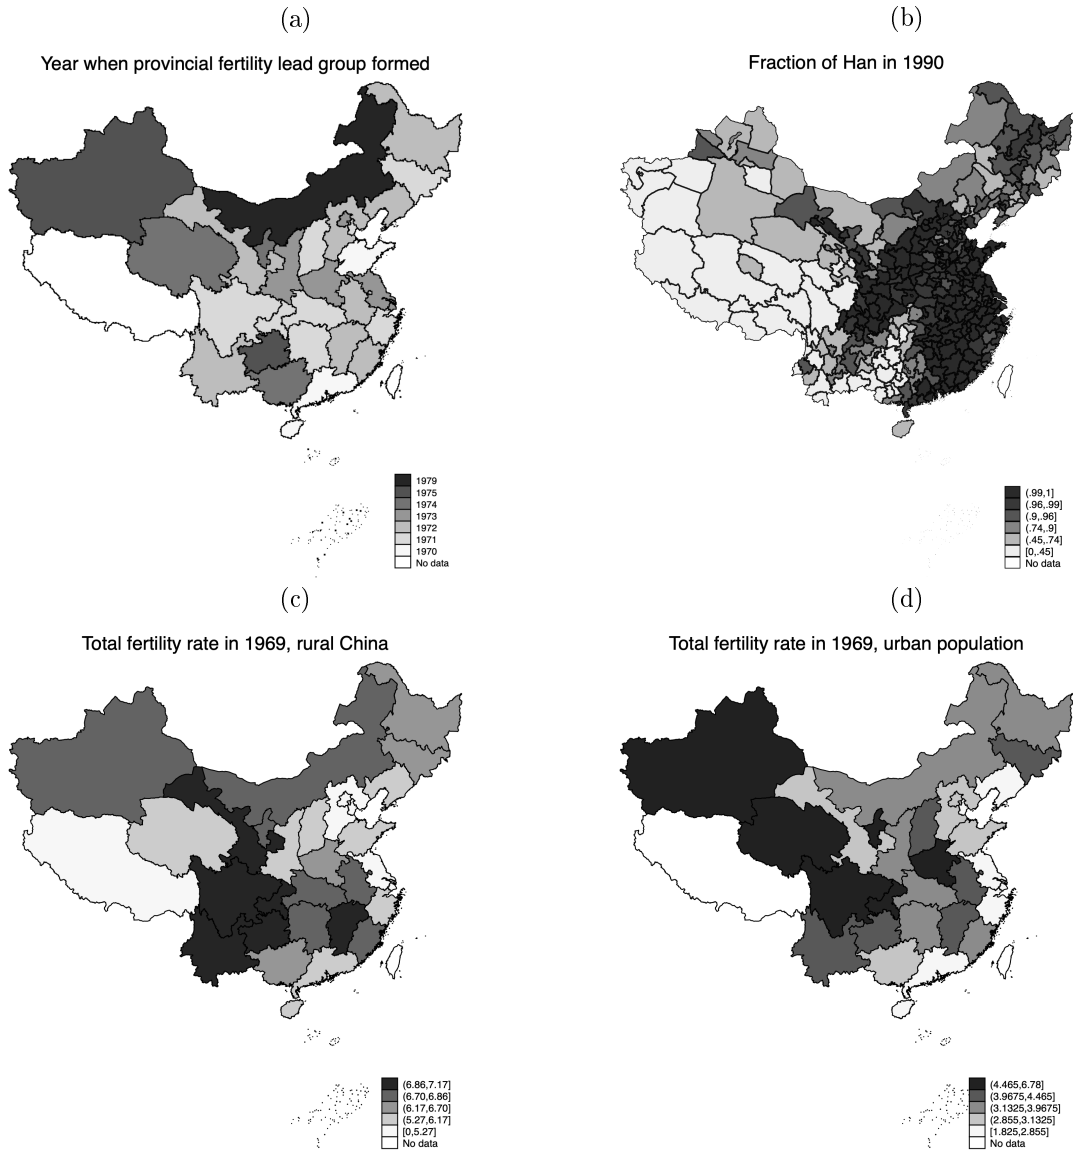 (a)
Year when provincial fertility lead group formed
1979
1975
1974
1973
1972
1971
1970
No data
(b)
Fraction of Han in 1990
(.99,1]
(.96,.99]
(.9,.96]
(.74,.9]
(.45,.74]
[0,.45]
No data
(c)
Total fertility rate in 1969, rural China
(6.86,7.17]
(6.70,6.86]
(6.17,6.70]
(5.27,6.17]
[0,5.27]
No data
(d)
Total fertility rate in 1969, urban population
(4.465,6.78]
(3.9675,4.465]
(3.1325,3.9675]
(2.855,3.1325]
[1.825,2.855]
No data